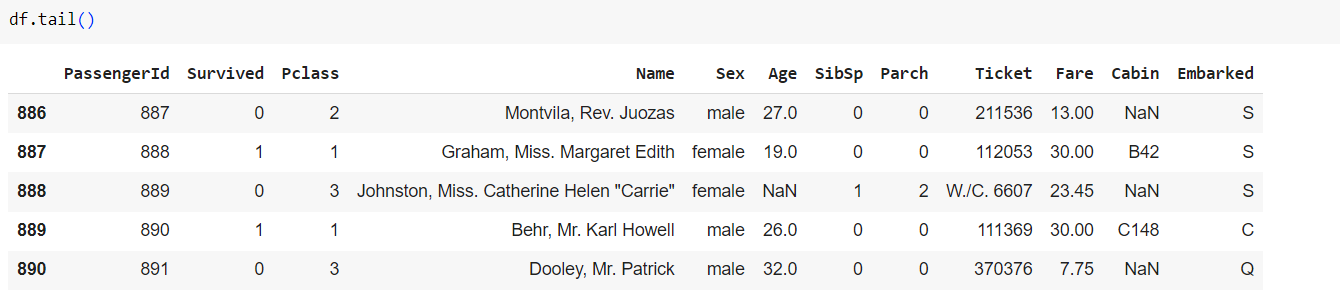 df.tail()
PassengerId Survived Pclass Name Sex Age SibSp Parch Ticket Fare Cabin Embarked
886 887 0 2 Montvila, Rev. Juozas male 27.0 0 0 211536 13.00 NaN S
887 888 1 1 Graham, Miss. Margaret Edith female 19.0 0 0 112053 30.00 B42 S
888 889 0 3 Johnston, Miss. Catherine Helen "Carrie" female NaN 1 2 W./C. 6607 23.45 NaN S
889 890 1 1 Behr, Mr. Karl Howell male 26.0 0 0 111369 30.00 C148 C
890 891 0 3 Dooley, Mr. Patrick male 32.0 0 0 370376 7.75 NaN Q